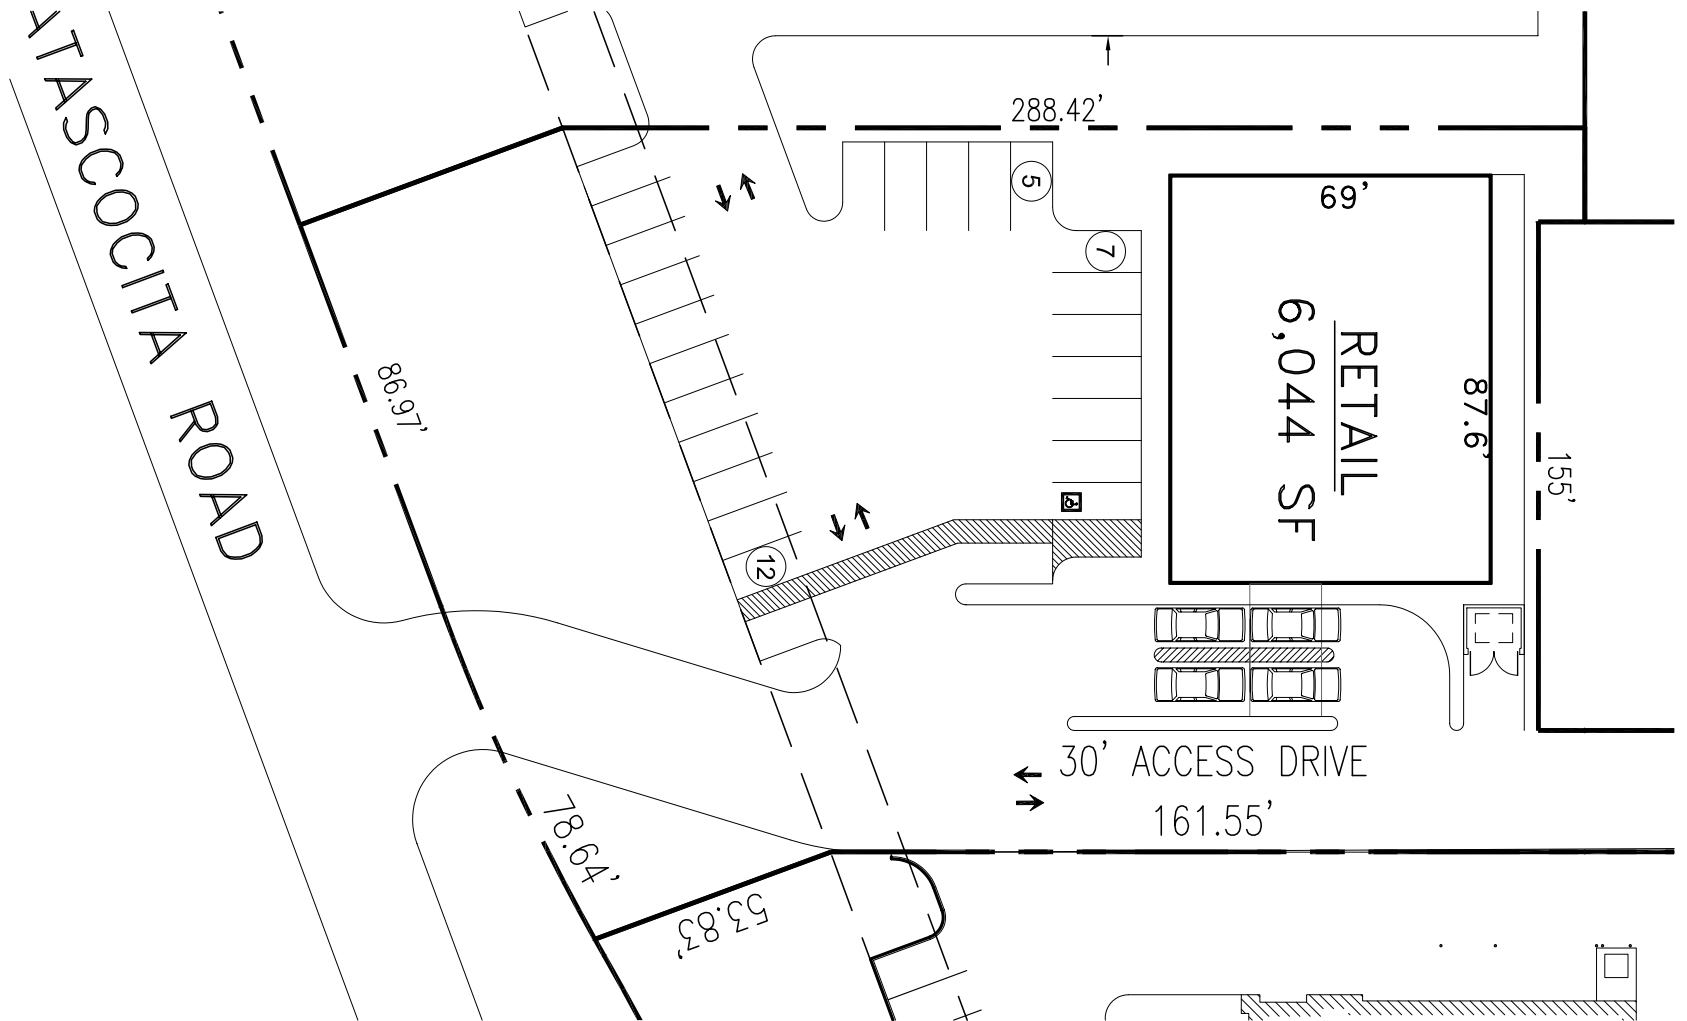 ATASCOCITA ROAD
288.42'
5
69'
7
RETAIL
6,044 SF
87.6'
86.97'
155'
12
30' ACCESS DRIVE
161.55'
78.64'
53.83'